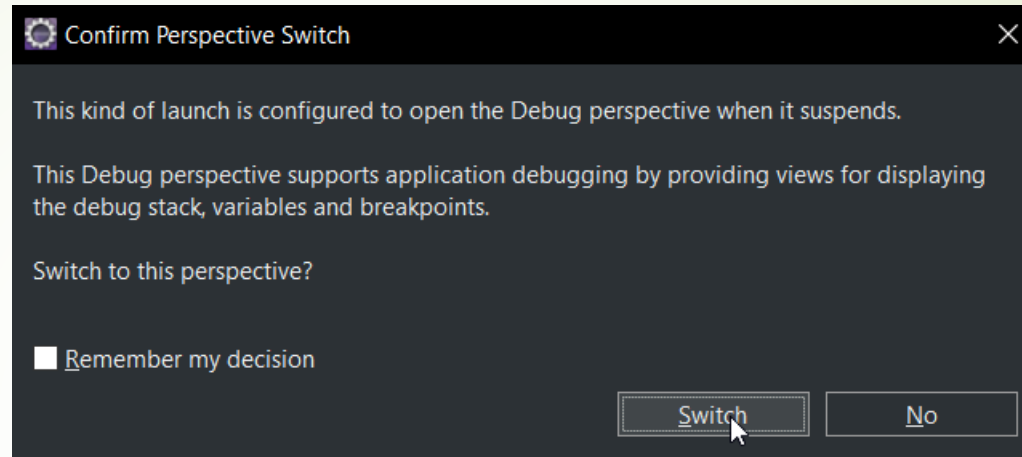 Confirm Perspective Switch
This kind of launch is configured to open the Debug perspective when it suspends.
This Debug perspective supports application debugging by providing views for displaying
the debug stack, variables and breakpoints.
Switch to this perspective?
Remember my decision
Switch
No